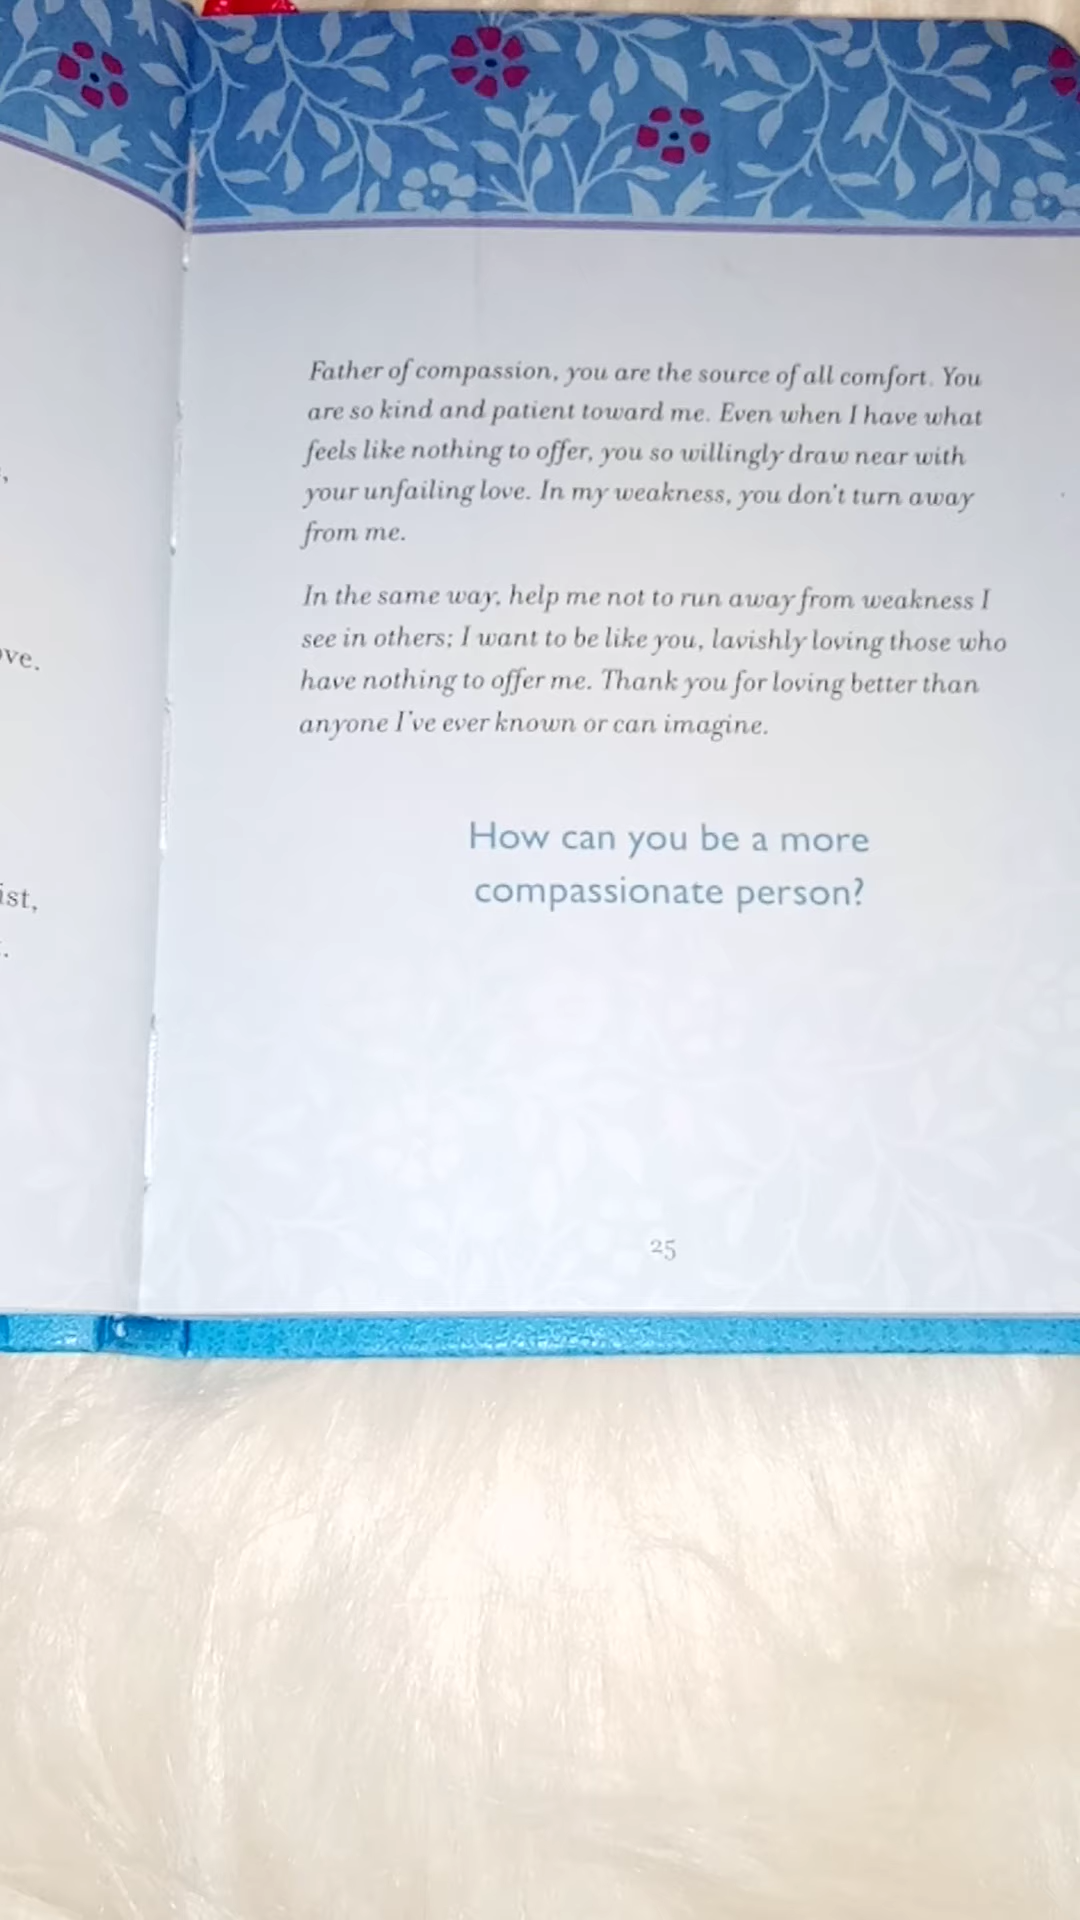 ve.
ist,
Father of compassion, you are the source of all comfort. You
are so kind and patient toward me. Even when I have what
feels like nothing to offer, you so willingly draw near with
your unfailing love. In my weakness, you don't turn away
from me.
In the same way, help me not to run away from weakness I
see in others; I want to be like you, lavishly loving those who
have nothing to offer me. Thank you for loving better than
anyone I've ever known or can imagine.
How can you be a more
compassionate person?
25